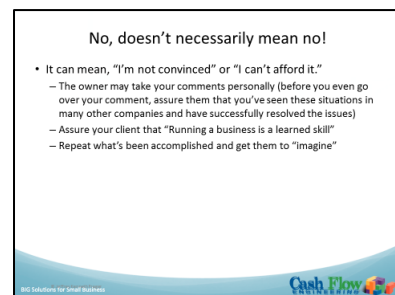 No, doesn't necessarily mean no!
• It can mean, "I'm not convinced" or "I can't afford it."
– The owner may take your comments personally (before you even go
over your comment, assure them that you've seen these situations in
many other companies and have successfully resolved the issues)
– Assure your client that "Running a business is a learned skill"
– Repeat what's been accomplished and get them to "imagine"
BIG Solutions for Small Business
Cash Flow
ENGINEERING